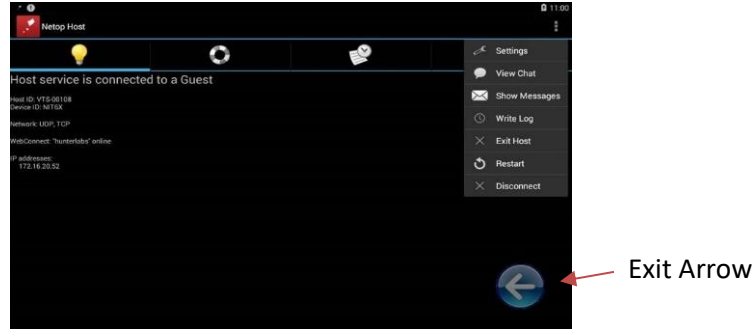 11:00
Netop Host
Settings
View Chat
Show Messages
Write Log
Exit Host
Restart
Disconnect
Host service is connected to a Guest
Host ID: VTS-00108
Device ID: NITGX
Network: UDP, TCP
WebConnect: 'hunterlabs' online
IP addresses:
172.16.20.52
Exit Arrow